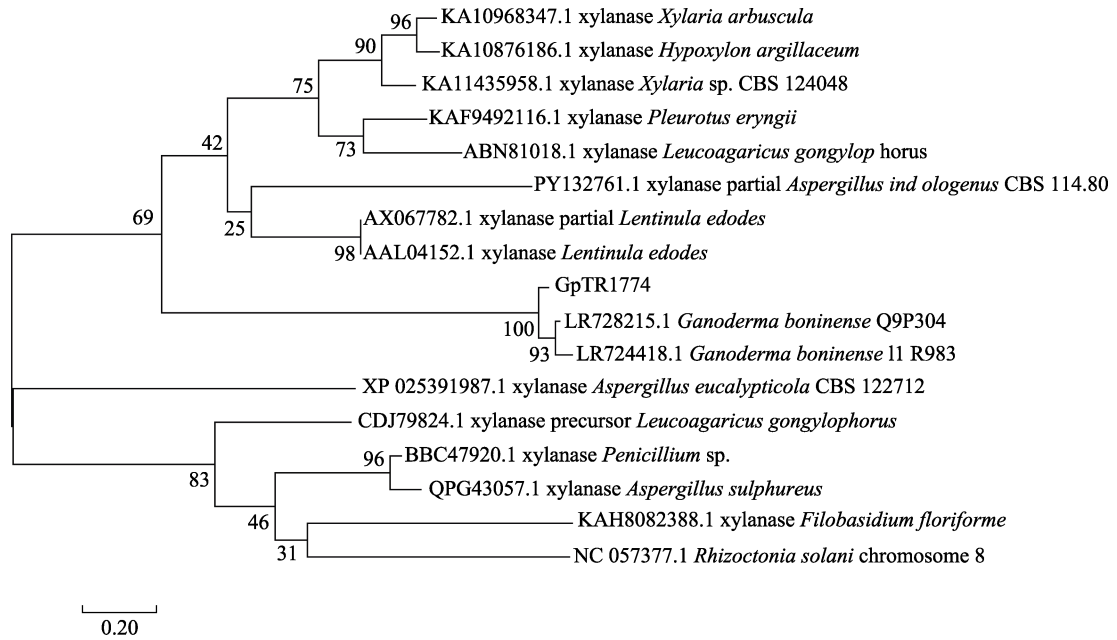 96
KA10968347.1 xylanase Xylaria arbuscula
90
KA10876186.1 xylanase Hypoxylon argillaceum
75
KA11435958.1 xylanase Xylaria sp. CBS 124048
KAF9492116.1 xylanase Pleurotus eryngii
42
73
ABN81018.1 xylanase Leucoagaricus gongylop horus
PY132761.1 xylanase partial Aspergillus ind ologenus CBS 114.80
69
25
AX067782.1 xylanase partial Lentinula edodes
98
AAL04152.1 xylanase Lentinula edodes
GpTR1774
100
LR728215.1 Ganoderma boninense Q9P304
93
LR724418.1 Ganoderma boninense l1 R983
XP 025391987.1 xylanase Aspergillus eucalypticola CBS 122712
CDJ79824.1 xylanase precursor Leucoagaricus gongylophorus
96
BBC47920.1 xylanase Penicillium sp.
83
QPG43057.1 xylanase Aspergillus sulphureus
46
KAH8082388.1 xylanase Filobasidium floriforme
31
NC 057377.1 Rhizoctonia solani chromosome 8
0.20